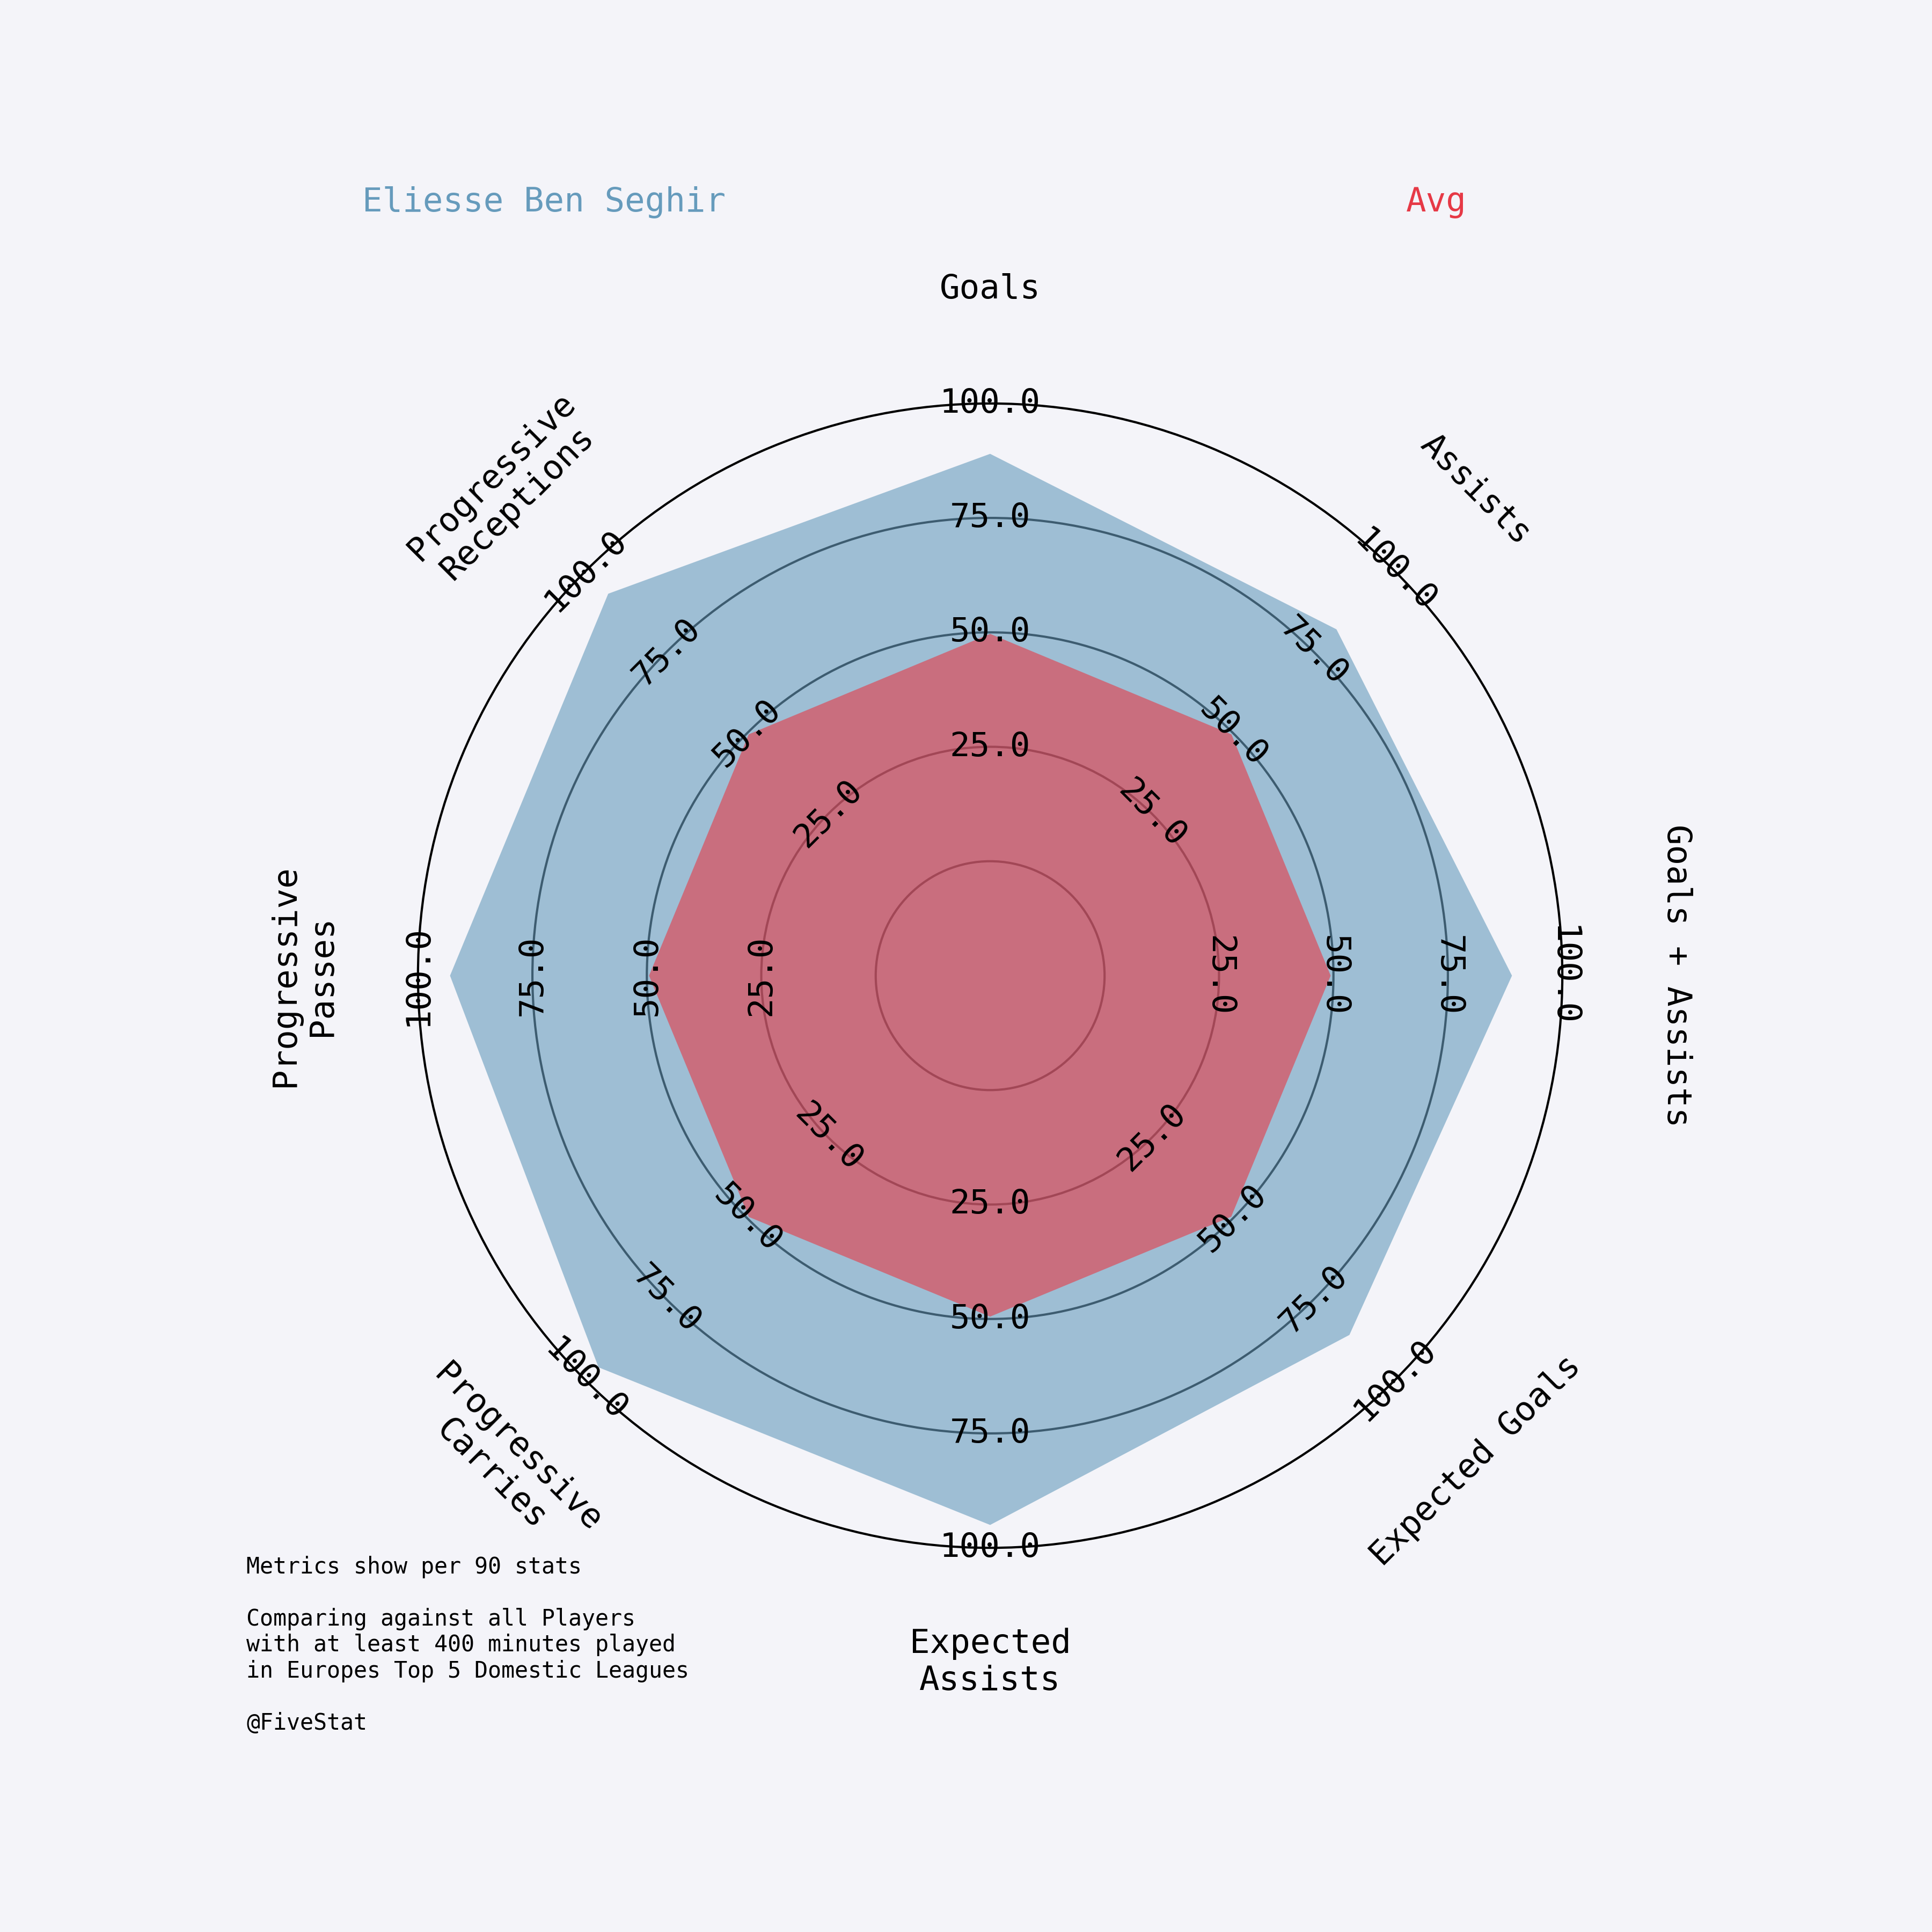 Eliesse Ben Seghir
Avg
Goals
Assists
Goals + Assists
Expected Goals
Expected
Assists
Progressive
Carries
Progressive
Passes
Progressive
Receptions
25.0
50.0
75.0
100.0
25.0
50.0
75.0
100.0
25.0
50.0
75.0
100.0
25.0
50.0
75.0
100.0
25.0
50.0
75.0
100.0
25.0
50.0
75.0
100.0
25.0
50.0
75.0
100.0
25.0
50.0
75.0
100.0
Metrics show per 90 stats
Comparing against all Players
with at least 400 minutes played
in Europes Top 5 Domestic Leagues
@FiveStat